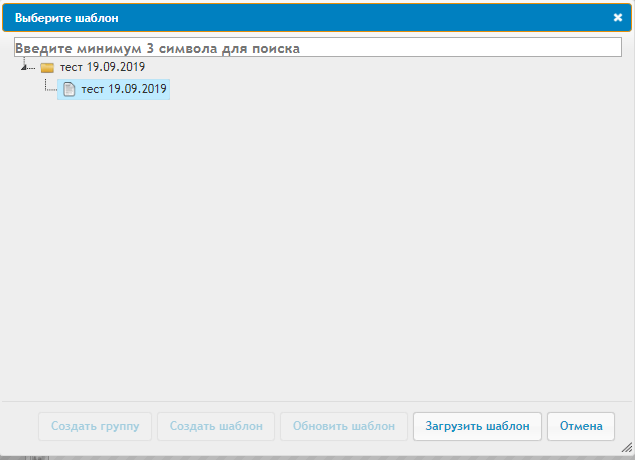 Выберите шаблон
Введите минимум 3 символа для поиска
тест 19.09.2019
тест 19.09.2019
Создать группу Создать шаблон Обновить шаблон Загрузить шаблон Отмена